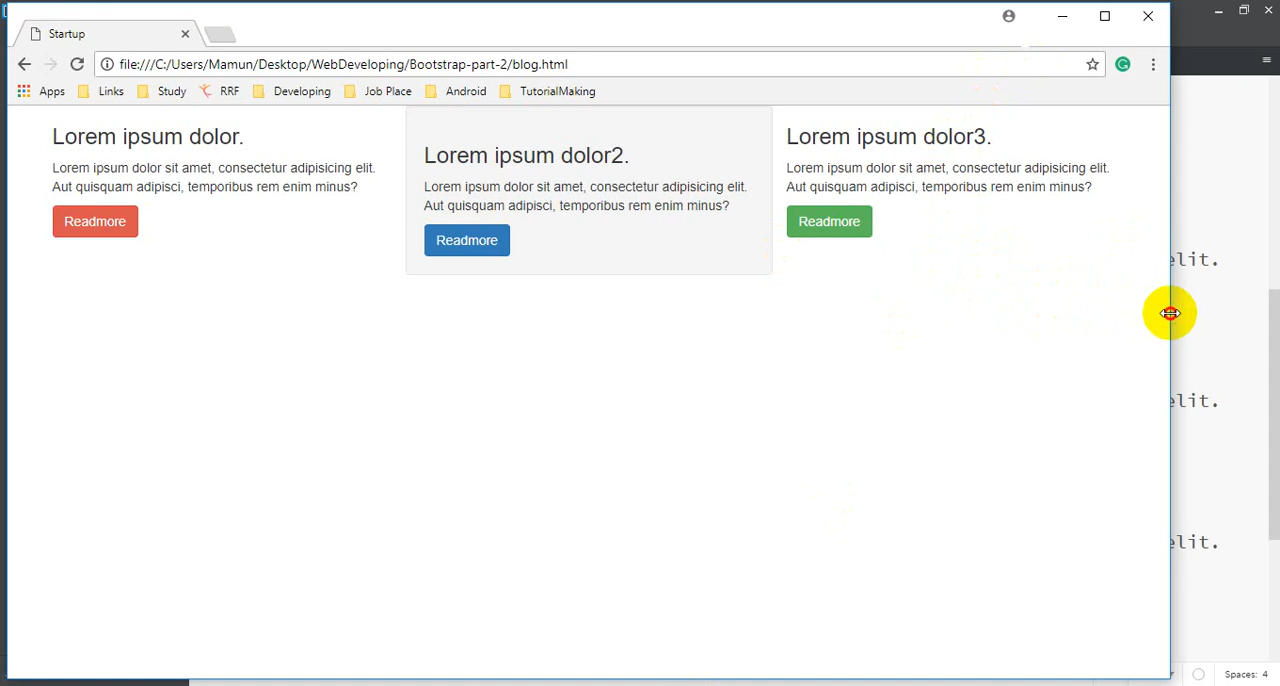 Startup
file:///C:/Users/Mamun/Desktop/WebDeveloping/Bootstrap-part-2/blog.html
Apps Links Study RRF Developing Job Place Android TutorialMaking
Lorem ipsum dolor.
Lorem ipsum dolor sit amet, consectetur adipisicing elit.
Aut quisquam adipisci, temporibus rem enim minus?
Readmore
Lorem ipsum dolor2.
Lorem ipsum dolor sit amet, consectetur adipisicing elit.
Aut quisquam adipisci, temporibus rem enim minus?
Readmore
Lorem ipsum dolor3.
Lorem ipsum dolor sit amet, consectetur adipisicing elit.
Aut quisquam adipisci, temporibus rem enim minus?
Readmore
elit.
elit.
elit.
Spaces: 4